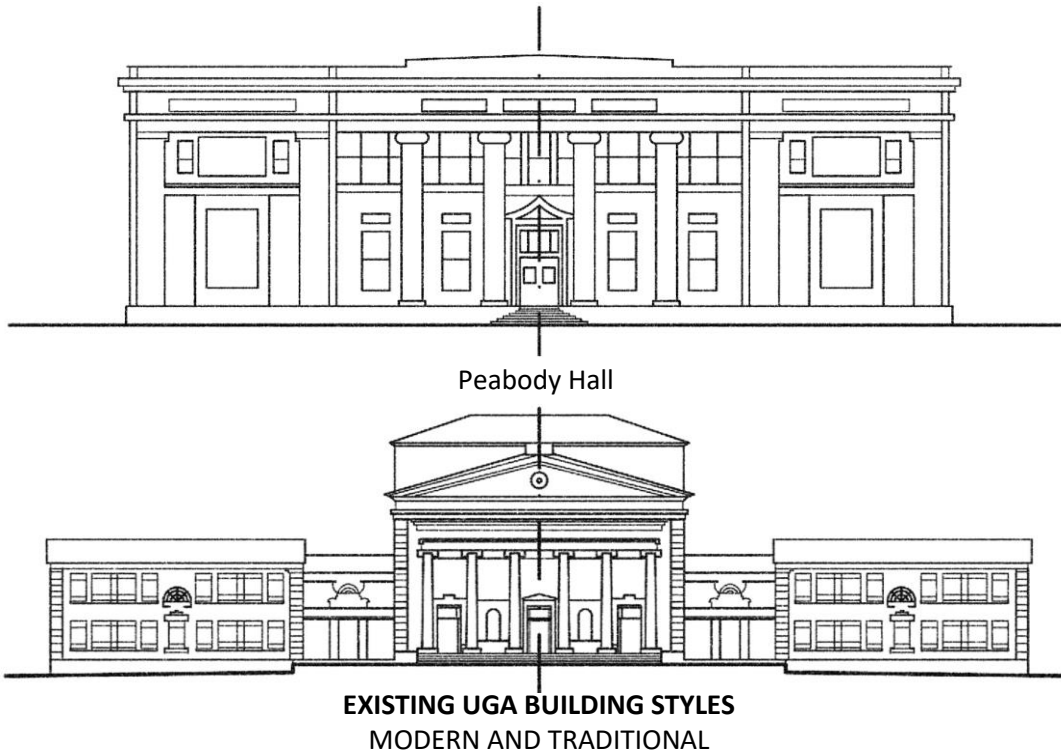 Peabody Hall
EXISTING UGA BUILDING STYLES
MODERN AND TRADITIONAL